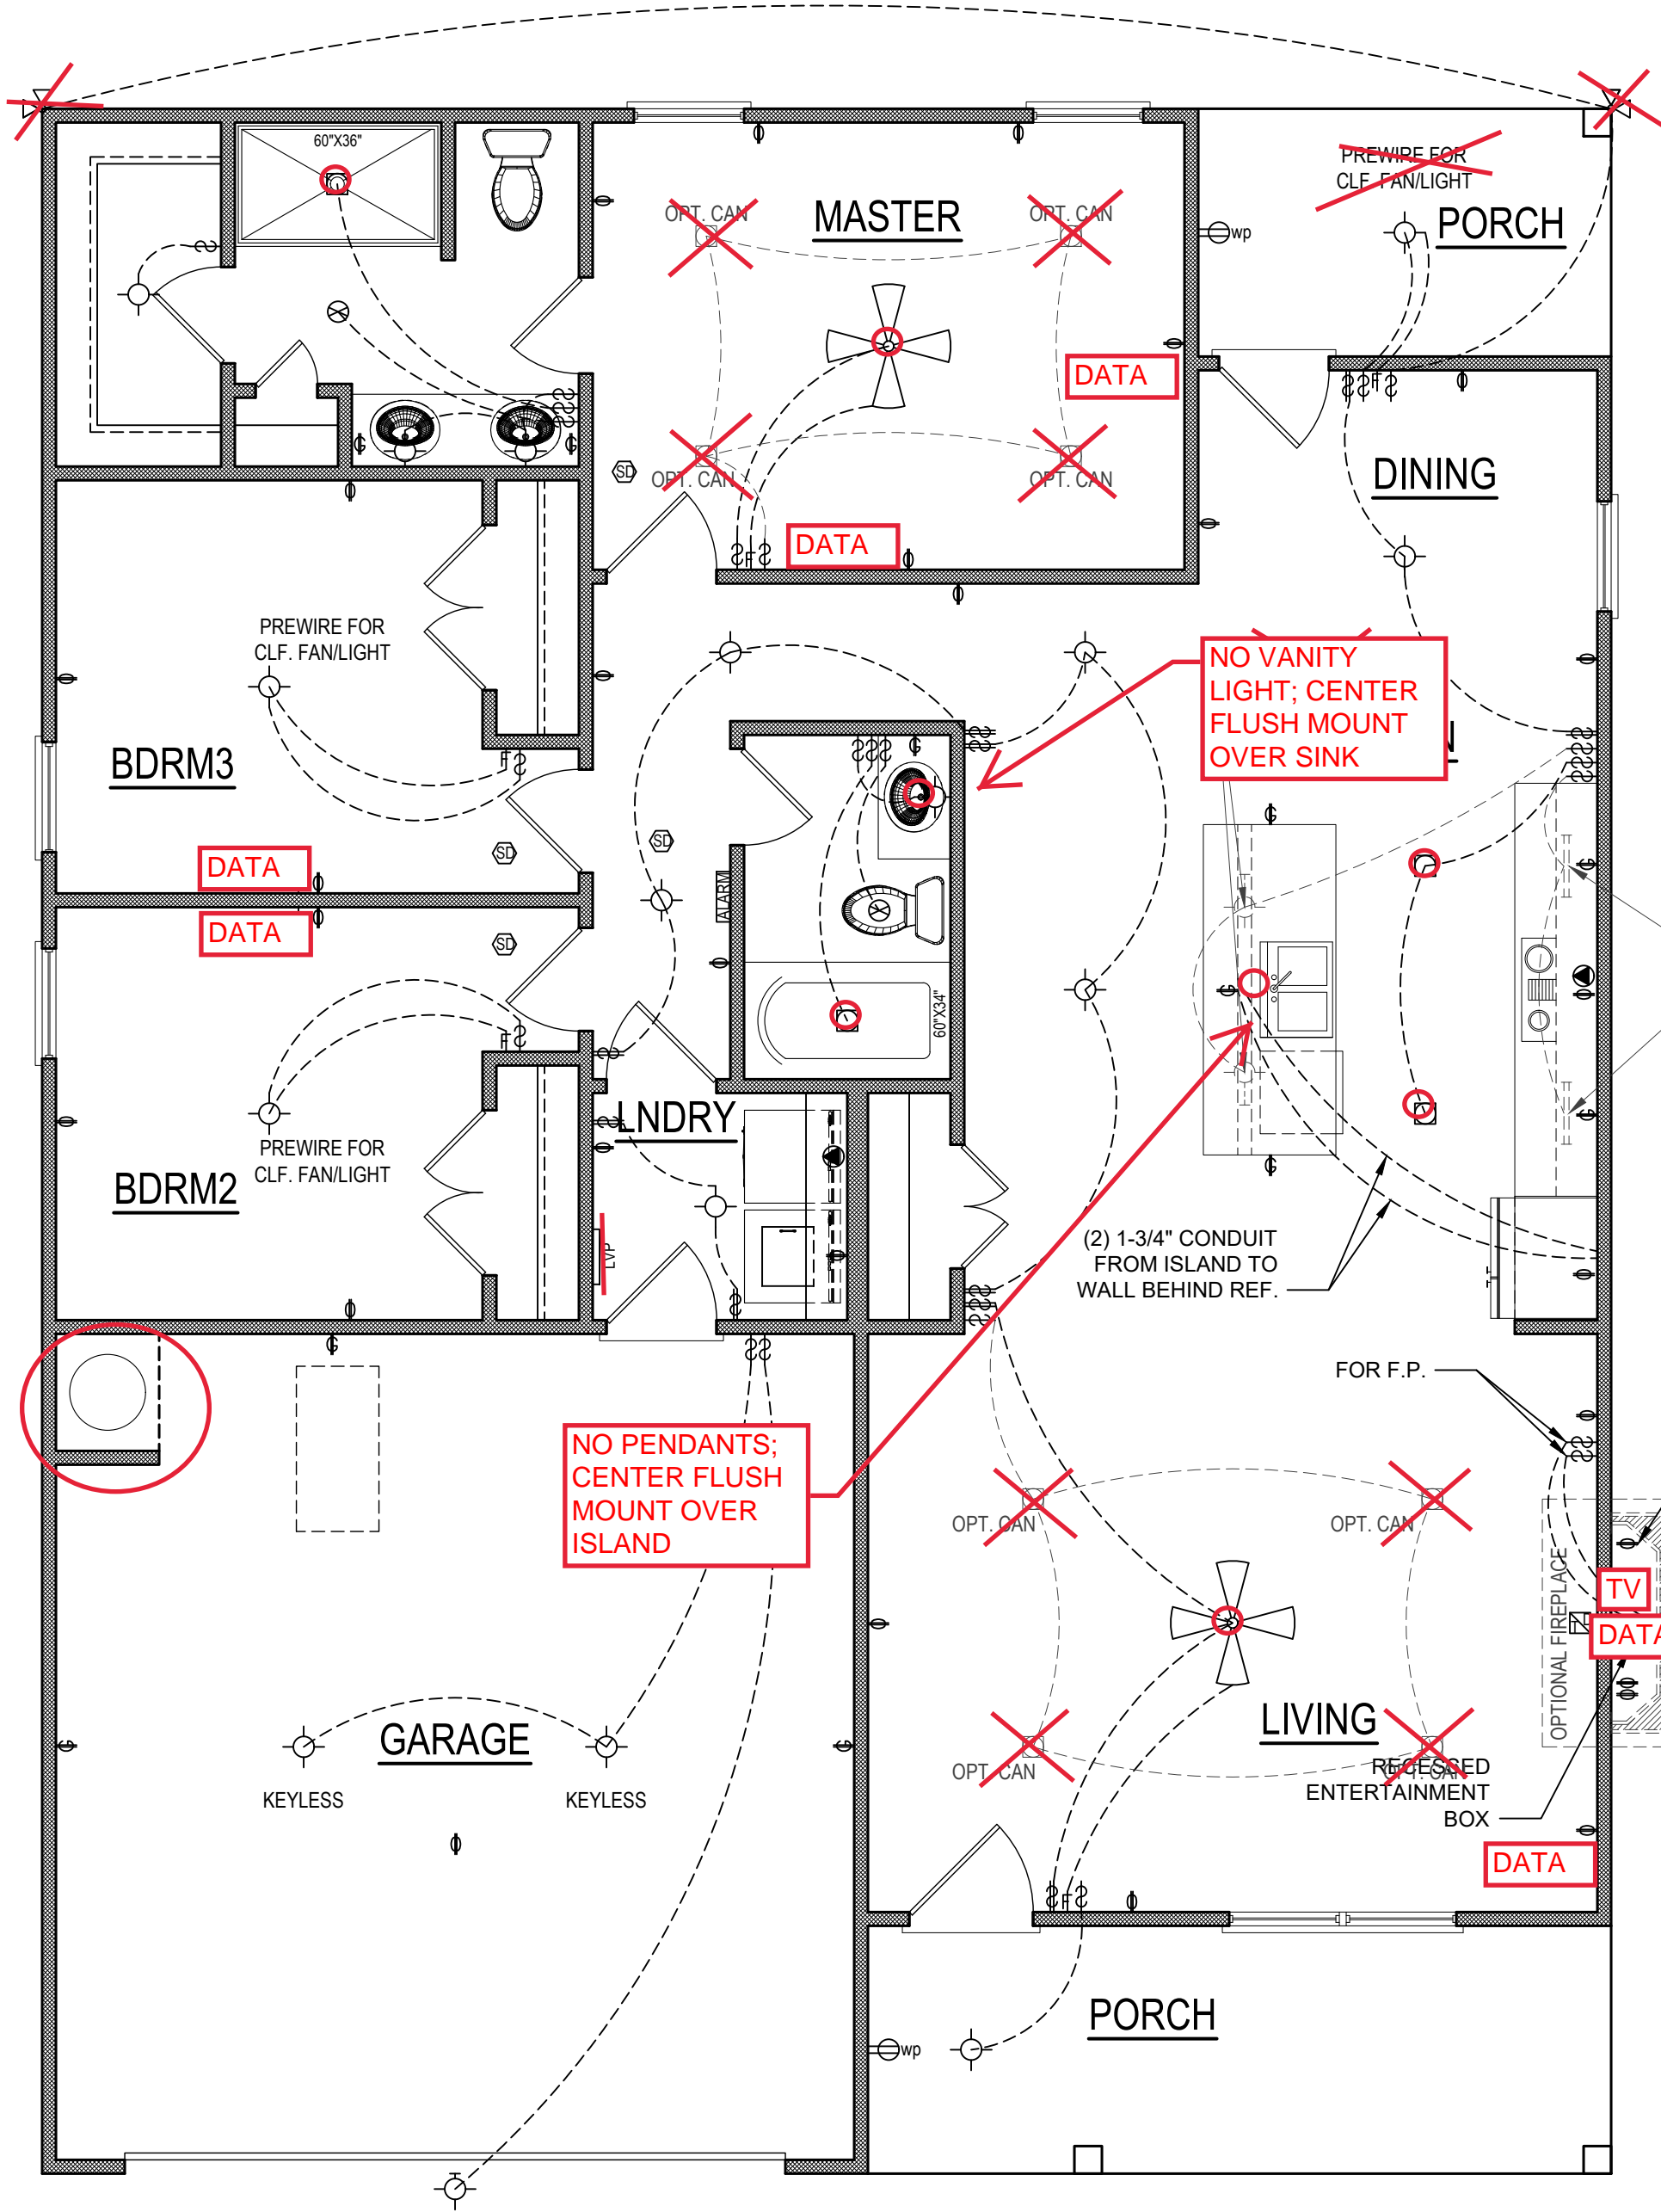 60"X36"
OPT. CAN
MASTER
OPT. CAN
PREWIRE FOR
CLF. FAN/LIGHT
PORCH
wp
DATA
DINING
SD
OPT. CAN
OPT. CAN
DATA
F
F
PREWIRE FOR
CLF. FAN/LIGHT
NO VANITY
LIGHT; CENTER
FLUSH MOUNT
OVER SINK
N
BDRM3
F
SD
SD
DATA
ALARM
DATA
SD
60"X34"
F
LNDRY
PREWIRE FOR
CLF. FAN/LIGHT
BDRM2
LVP
(2) 1-3/4" CONDUIT
FROM ISLAND TO
WALL BEHIND REF.
FOR F.P.
NO PENDANTS;
CENTER FLUSH
MOUNT OVER
ISLAND
OPT. CAN
OPT. CAN
OPTIONAL FIREPLACE
TV
DATA
LIVING
GARAGE
KEYLESS
KEYLESS
OPT. CAN
OPT. CAN
RECESSED
ENTERTAINMENT
BOX
DATA
F
PORCH
wp